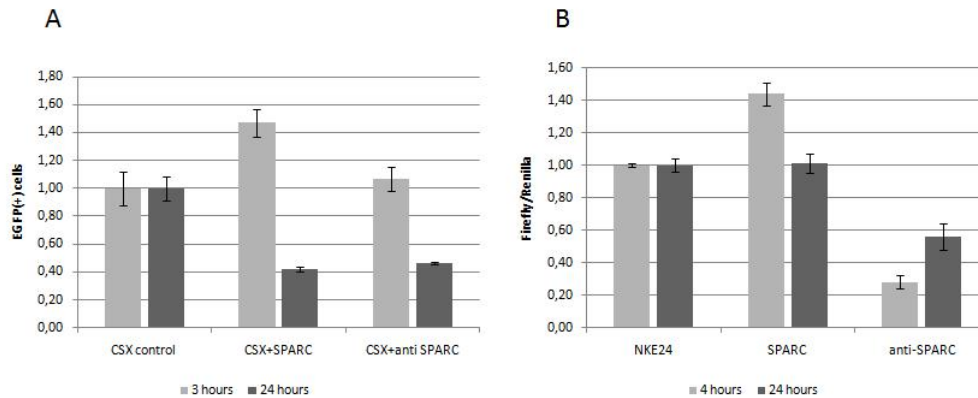 A
EGFP(+) cells
1,80
1,60
1,40
1,20
1,00
0,80
0,60
0,40
0,20
0,00
CSX control CSX+SPARC CSX+anti SPARC
3 hours 24 hours
B
Firefly/Renilla
1,60
1,40
1,20
1,00
0,80
0,60
0,40
0,20
0,00
NKE24 SPARC anti-SPARC
4 hours 24 hours